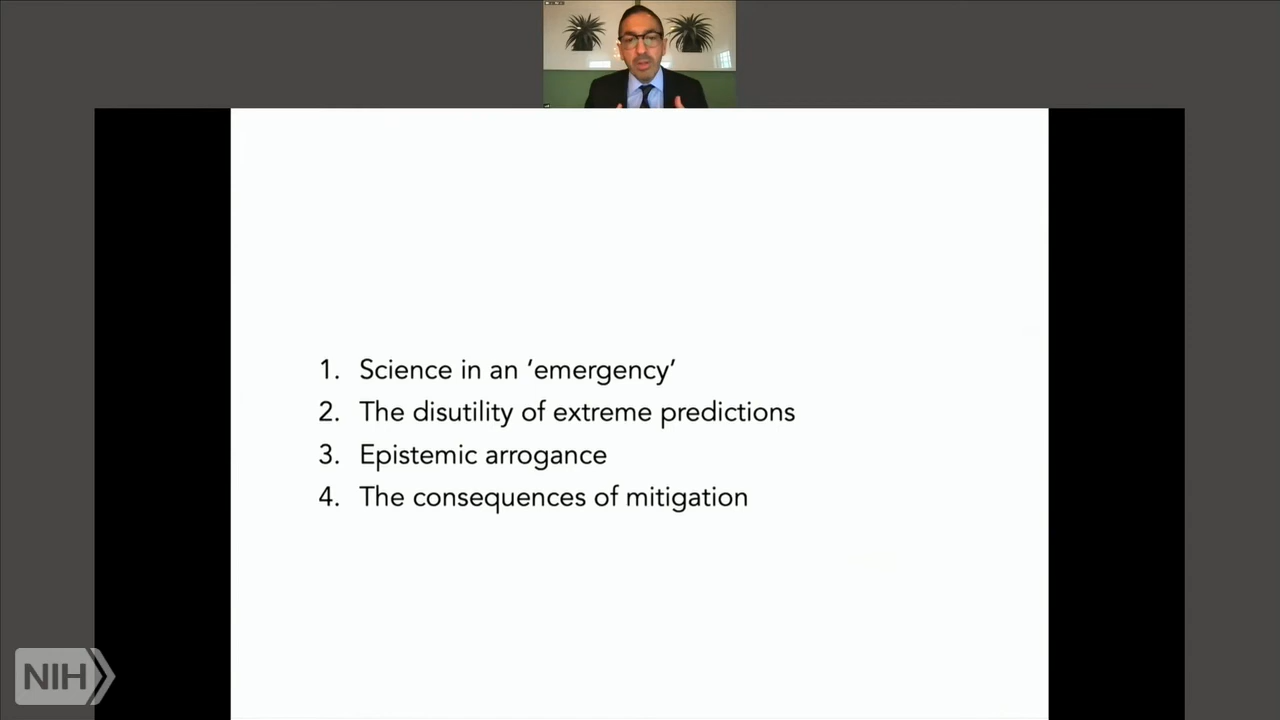 1. Science in an ‘emergency’
2. The disutility of extreme predictions
3. Epistemic arrogance
4. The consequences of mitigation
NIH